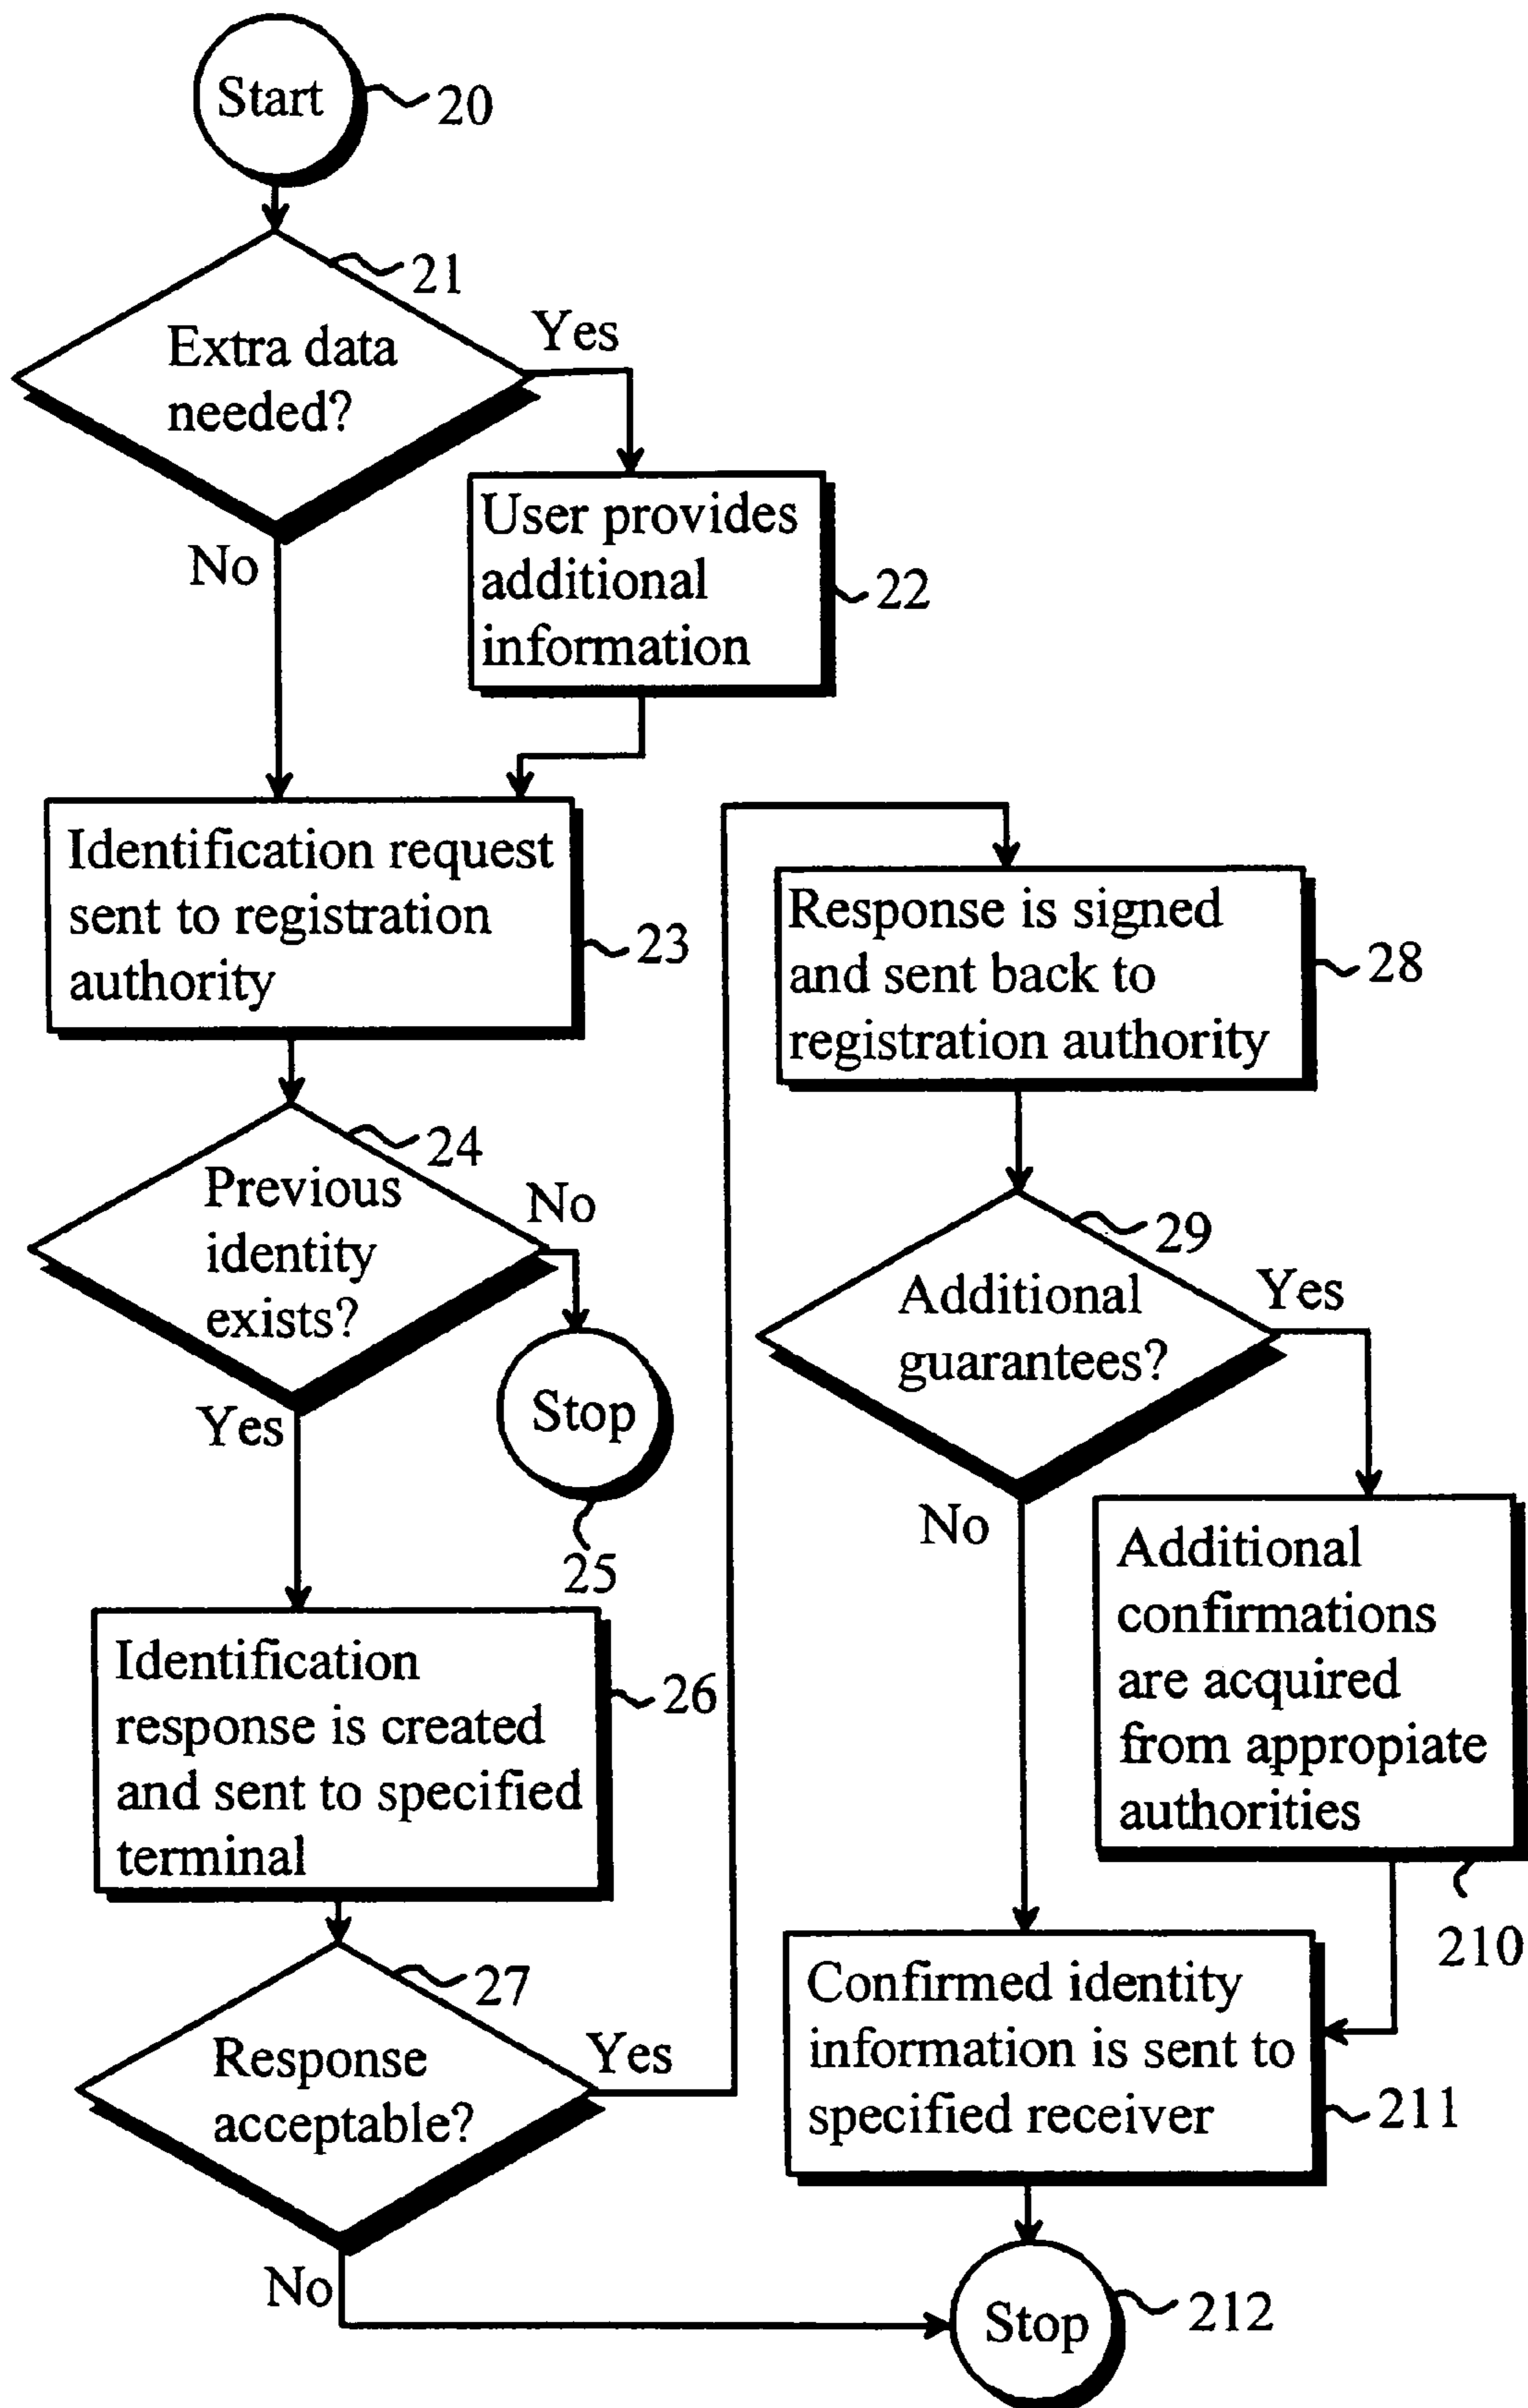 Start
20
21
Extra data
needed?
Yes
No
User provides
additional
information
22
Identification request
sent to registration
authority
23
24
Previous
identity
exists?
No
Yes
Stop
25
Identification
response is created
and sent to specified
terminal
26
27
Response
acceptable?
Yes
No
Response is signed
and sent back to
registration authority
28
29
Additional
guarantees?
Yes
No
Additional
confirmations
are acquired
from appropiate
authorities
210
Confirmed identity
information is sent to
specified receiver
211
Stop
212